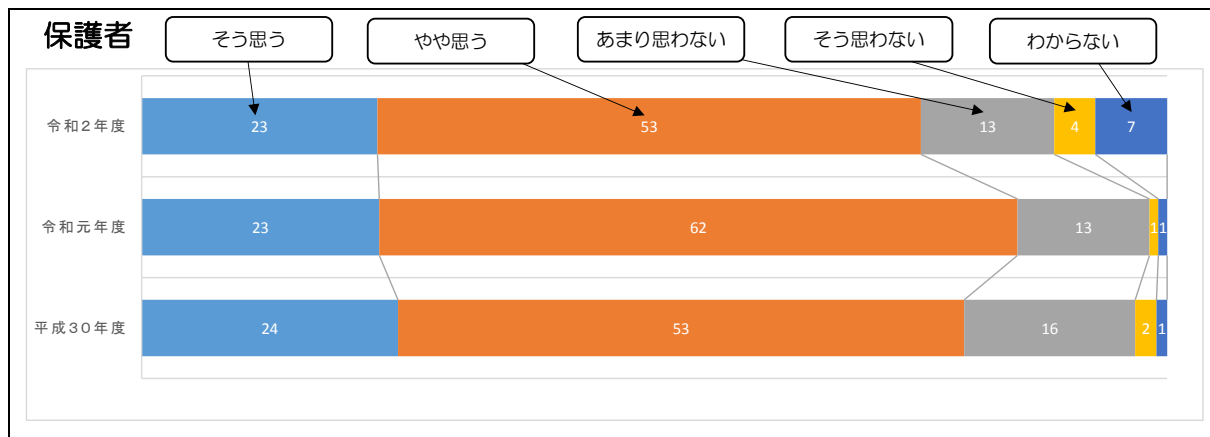 保護者
そう思う
やや思う
あまり思わない
そう思わない
わからない
令和2年度
23
53
13
4
7
令和元年度
23
62
13
1
1
平成30年度
24
53
16
2
1